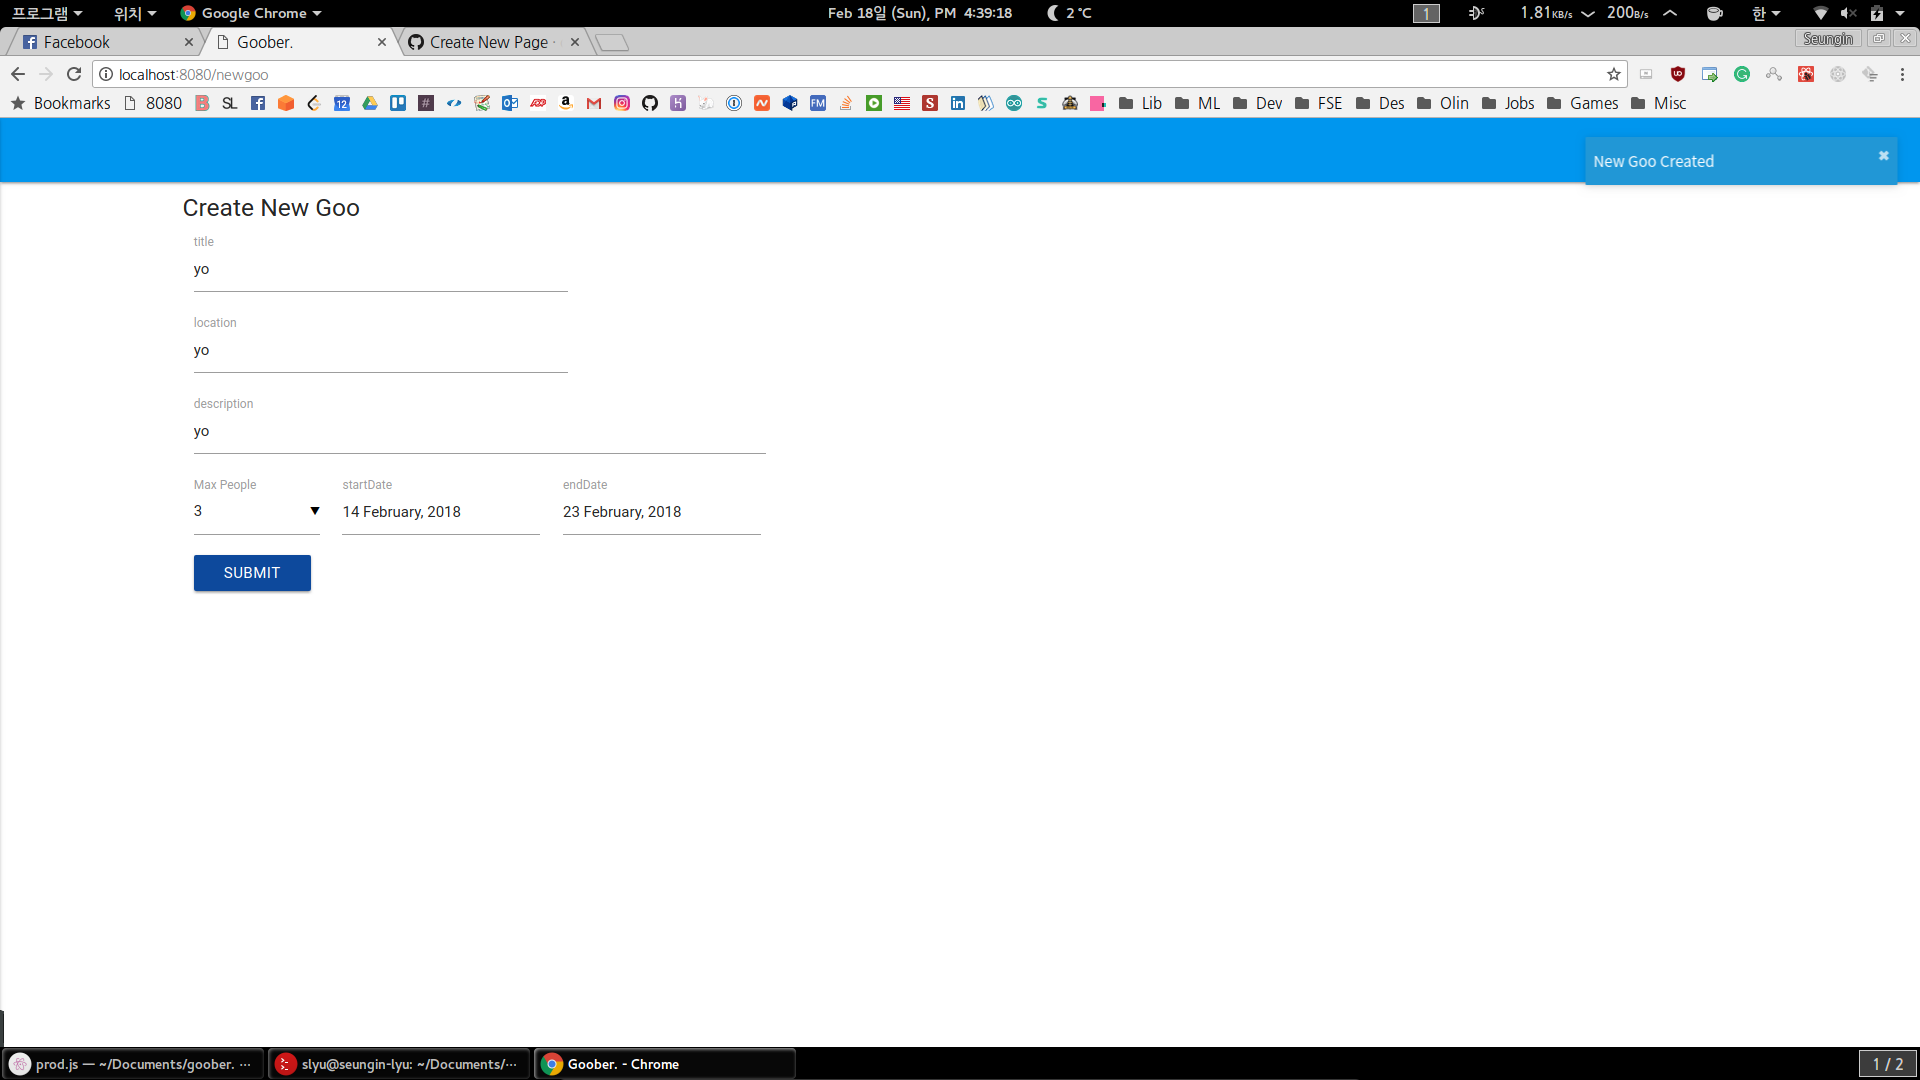 프로그램 위치 Google Chrome Feb 18일 (Sun), PM 4:39:18 2 °C 1 1.81KB/s 200B/s 한
Facebook Goober. Create New Page · Seungin
localhost:8080/newgoo
Bookmarks 8080 SL 12 # FM S Lib ML Dev FSE Des Olin Jobs Games Misc
New Goo Created
Create New Goo
title
yo
location
yo
description
yo
Max People startDate endDate
3 14 February, 2018 23 February, 2018
SUBMIT
prod.js — ~/Documents/goober. ··· slyu@seungin-lyu: ~/Documents/··· Goober. - Chrome 1 / 2